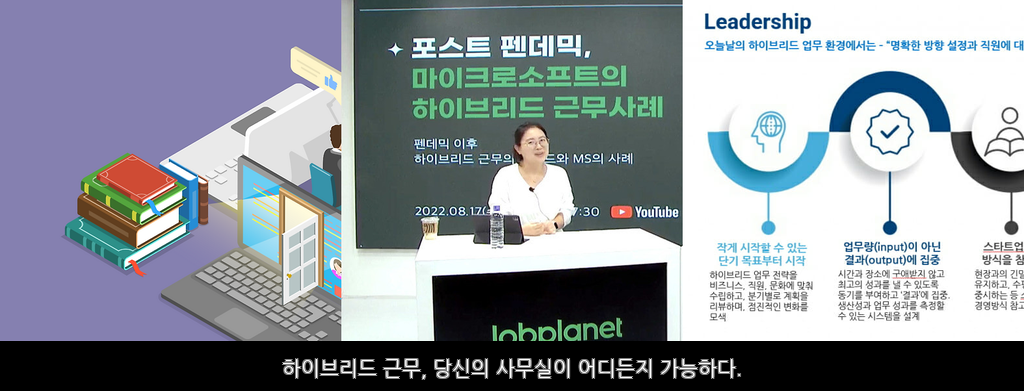 포스트 펜데믹,
마이크로소프트의
하이브리드 근무사례
펜데믹 이후
하이브리드 근무의 드와 MS의 사례
2022.08.17( 7:30 YouTube
jobplanet
Leadership
오늘날의 하이브리드 업무 환경에서는 - "명확한 방향 설정과 직원에 대
작게 시작할 수 있는
단기 목표부터 시작
하이브리드 업무 전략을
비즈니스, 직원, 문화에 맞춰
수립하고, 분기별로 계획을
리뷰하며, 점진적인 변화를
모색
업무량(input)이 아닌
결과(output)에 집중
시간과 장소에 구애받지 않고
최고의 성과를 낼 수 있도록
동기를 부여하고 '결과'에 집중.
생산성과 업무 성과를 측정할
수 있는 시스템을 설계
스타트업
방식을 참
현장과의 긴밀
유지하고, 수평
중시하는 등 스
경영방식 참고
하이브리드 근무, 당신의 사무실이 어디든지 가능하다.